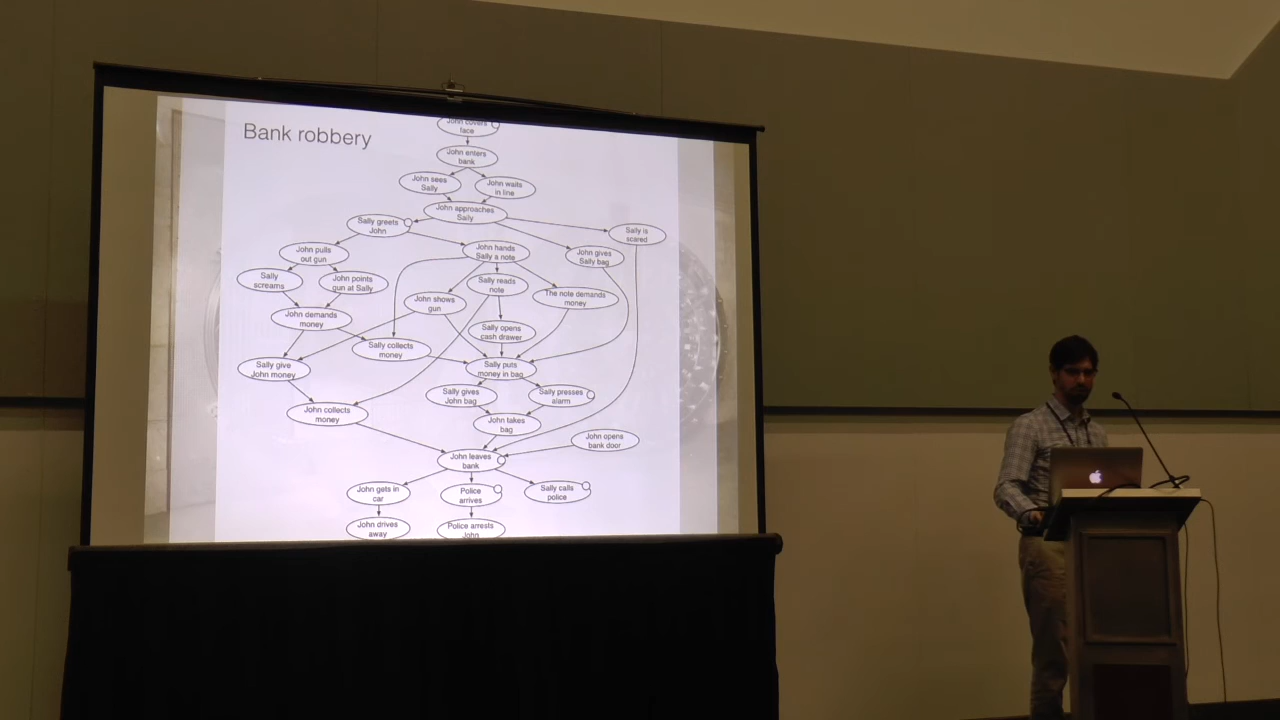 Bank robbery
John covers
face
John enters
bank
John sees
Sally
John waits
in line
John approaches
Sally
Sally greets
John
Sally is
scared
John pulls
out gun
John hands
Sally a note
John gives
Sally bag
Sally
screams
John points
gun at Sally
Sally reads
note
John shows
gun
The note demands
money
John demands
money
Sally opens
cash drawer
Sally collects
money
Sally give
John money
Sally puts
money in bag
Sally gives
John bag
Sally presses
alarm
John collects
money
John takes
bag
John opens
bank door
John leaves
bank
John gets in
car
Police
arrives
Sally calls
police
John drives
away
Police arrests
John